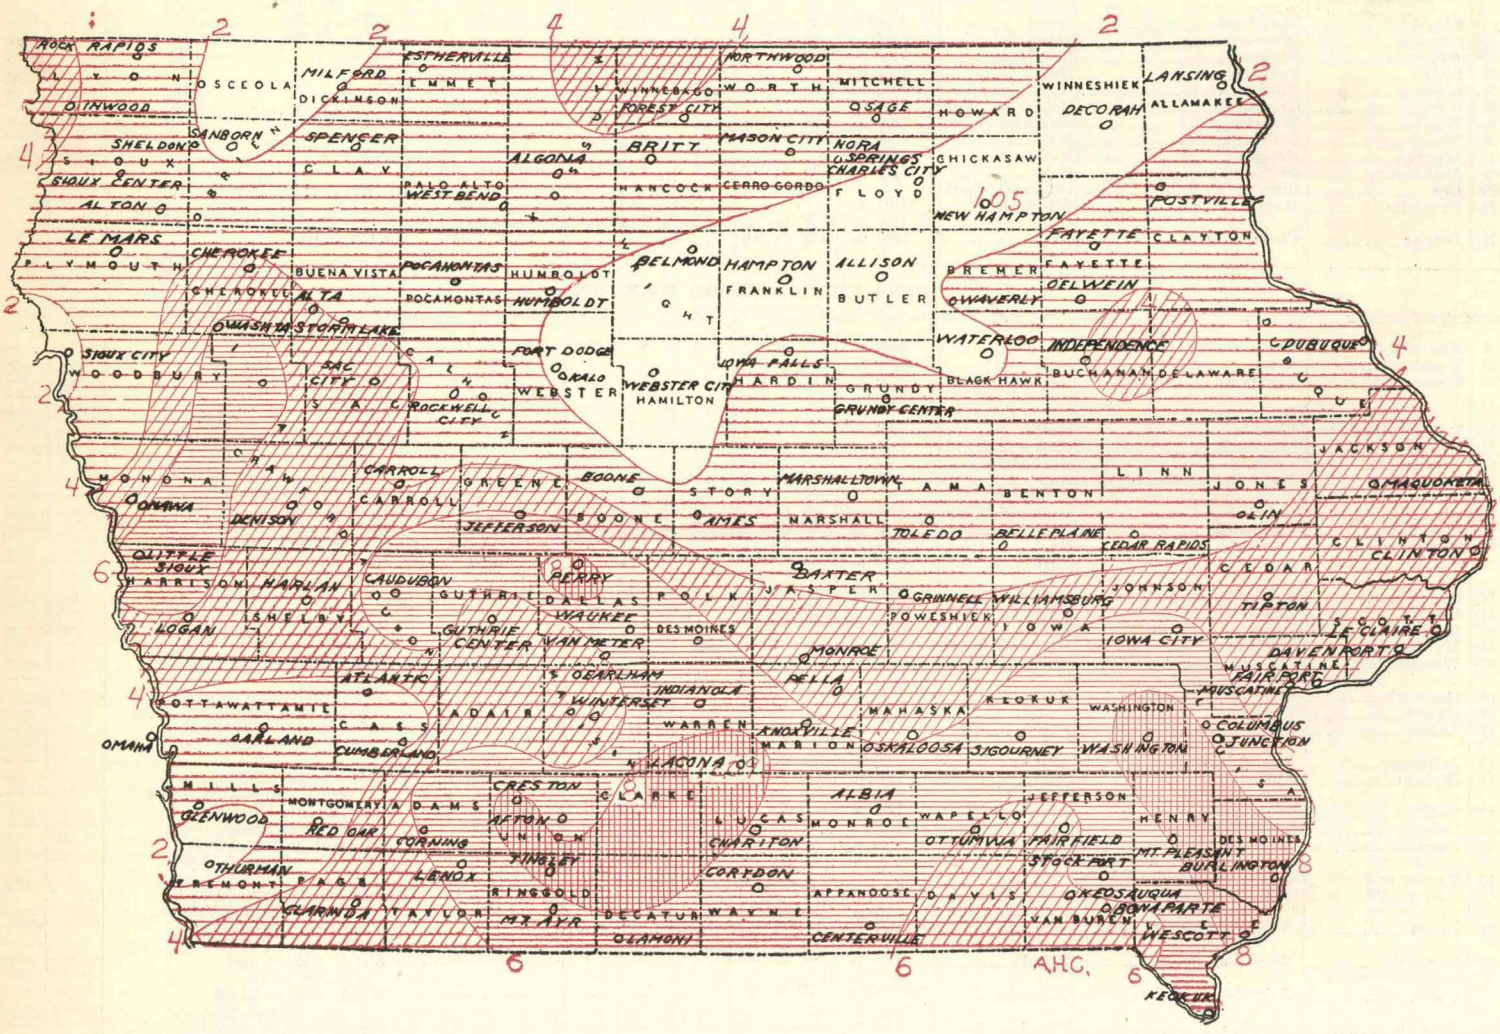 2 2 4 4 2
ROCK RAPIDS ESTHERVILLE NORTHWOOD LANSING 2
LYON OSCEOLA MILFORD EMMET WINNEBAGO WORTH MITCHELL WINNESHIEK
DICKINSON FOREST CITY OSAGE HOWARD DECORAH ALLAMAKEE
INWOOD
SHELDON SANBORN SPENCER ALGONA BRITT MASON CITY NORA
4 SIOUX O'BRIEN CLAY SPRINGS CHICKASAW
CHARLES CITY
SIOUX CENTER PALO ALTO HANCOCK CERRO GORDO FLOYD
WEST BEND KOSSUTH 105 POSTVILLE
ALTON NEW HAMPTON
LE MARS CHEROKEE FAYETTE CLAYTON
PLYMOUTH BUENA VISTA POCAHONTAS HUMBOLDT BELMOND HAMPTON ALLISON BREMER FAYETTE
CHEROKEE ALTA POCAHONTAS HUMBOLDT WRIGHT FRANKLIN BUTLER WAVERLY OELWEIN
2 WASHTA STORM LAKE 4
SIOUX CITY FORT DODGE IOWA FALLS WATERLOO INDEPENDENCE DUBUQUE 4
WOODBURY IDA SAC CITY CALHOUN KALO WEBSTER CITY HARDIN GRUNDY BLACK HAWK BUCHANAN DELAWARE DUBUQUE
2 SAC ROCKWELL CITY WEBSTER HAMILTON GRUNDY CENTER
MONONA CRAWFORD CARROLL GREENE BOONE STORY MARSHALLTOWN TAMA BENTON LINN JONES JACKSON
4 ONAWA DENISON CARROLL JEFFERSON BOONE AMES MARSHALL TOLEDO BELLE PLAINE CEDAR RAPIDS OLIN MAQUOKETA
LITTLE SIOUX CLINTON
6 HARRISON HARLAN AUDUBON GUTHRIE PERRY BAXTER JOHNSON CEDAR CLINTON
8
SHELBY AUDUBON DALLAS POLK JASPER GRINNELL WILLIAMSBURG TIPTON
LOGAN GUTHRIE CENTER WAUKEE DES MOINES POWESHIEK IOWA IOWA CITY SCOTT LE CLAIRE
VAN METER MONROE DAVENPORT
4 ATLANTIC EARLHAM PELLA MUSCATINE FAIRPORT
POTTAWATTAMIE CASS ADAIR WINTERSET INDIANOLA MAHASKA KEOKUK WASHINGTON MUSCATINE
OMAHA OAKLAND CUMBERLAND MADISON WARREN KNOXVILLE COLUMBUS JUNCTION
MARION OSKALOOSA SIGOURNEY WASHINGTON
LACONA LOUISA
MILLS MONTGOMERY ADAMS CRESTON CLARKE 8 ALBIA JEFFERSON HENRY
GLENWOOD RED OAK CORNING AFTON LUCAS MONROE WAPELLO
UNION CHARITON OTTUMWA FAIRFIELD DES MOINES
2 THURMAN LENOX TINGLEY CORYDON STOCKPORT MT. PLEASANT BURLINGTON 8
FREMONT PAGE RINGGOLD APPANOOSE DAVIS KEOSAUQUA
CLARINDA TAYLOR MT. AYR DECATUR WAYNE VAN BUREN BONAPARTE
4 LAMONI CENTERVILLE LEE WESCOTT
6 6 A.H.C. 6 8
KEOKUK